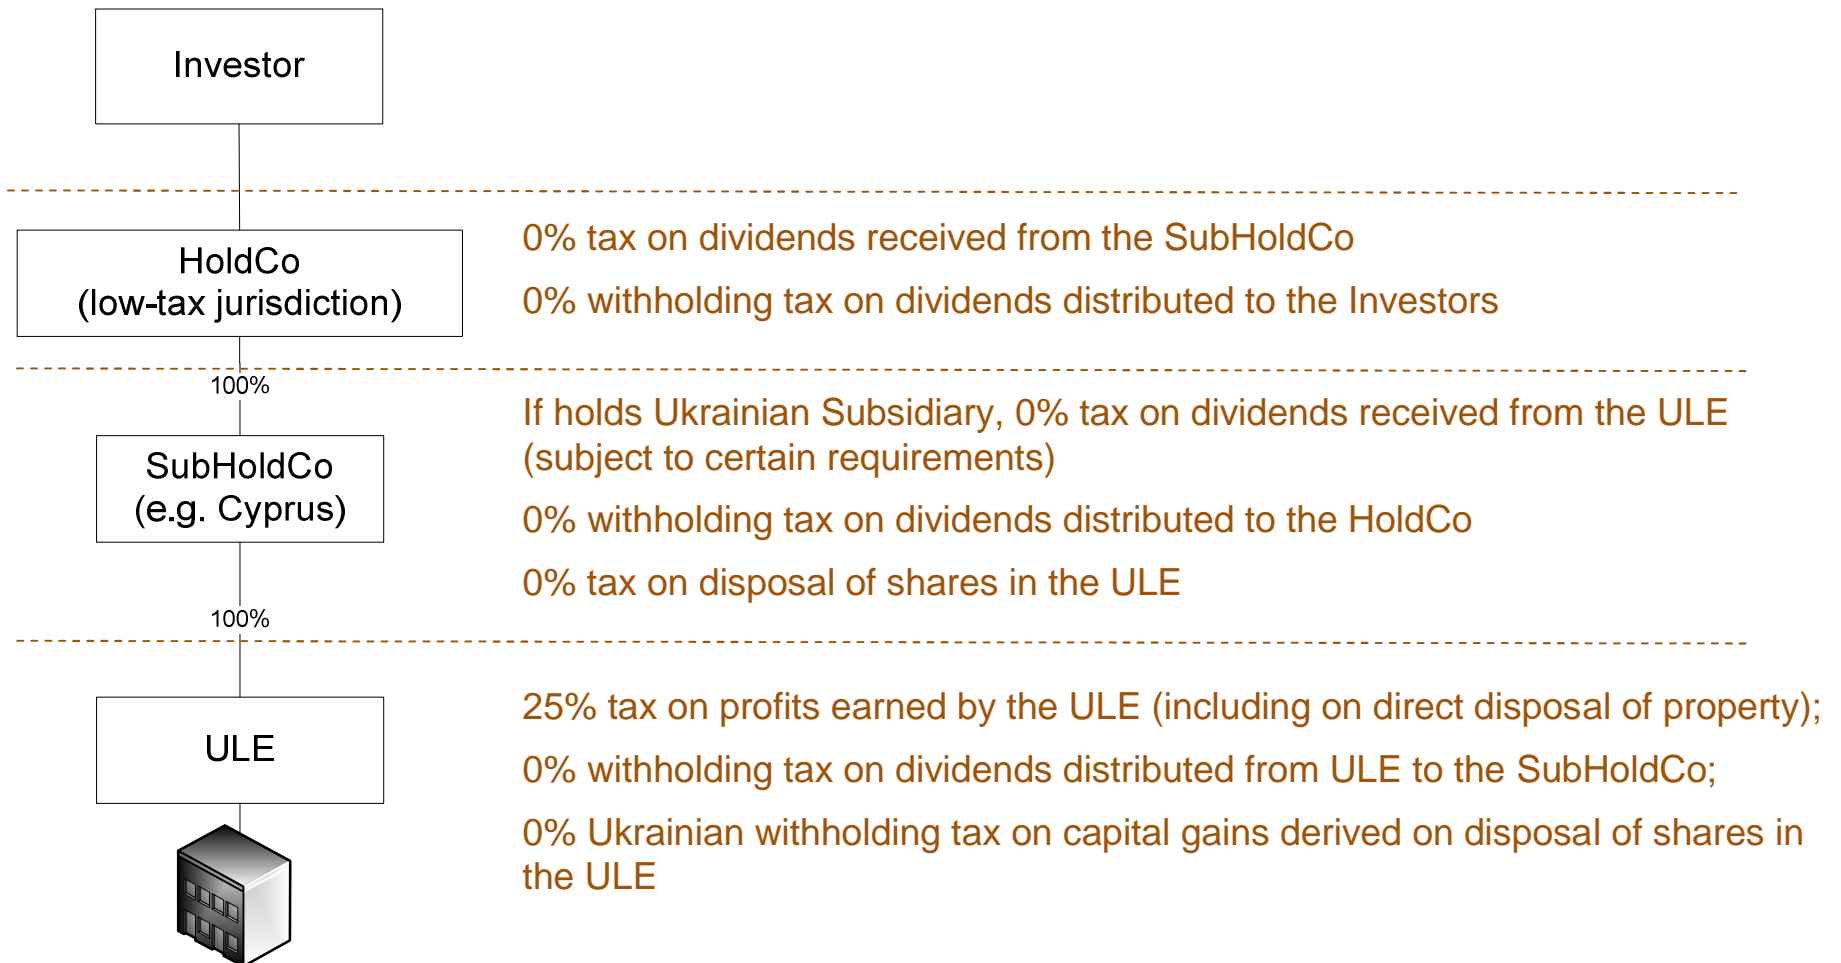 Investor
HoldCo
(low-tax jurisdiction)
0% tax on dividends received from the SubHoldCo
0% withholding tax on dividends distributed to the Investors
100%
SubHoldCo
(e.g. Cyprus)
If holds Ukrainian Subsidiary, 0% tax on dividends received from the ULE
(subject to certain requirements)
0% withholding tax on dividends distributed to the HoldCo
0% tax on disposal of shares in the ULE
100%
ULE
25% tax on profits earned by the ULE (including on direct disposal of property);
0% withholding tax on dividends distributed from ULE to the SubHoldCo;
0% Ukrainian withholding tax on capital gains derived on disposal of shares in
the ULE